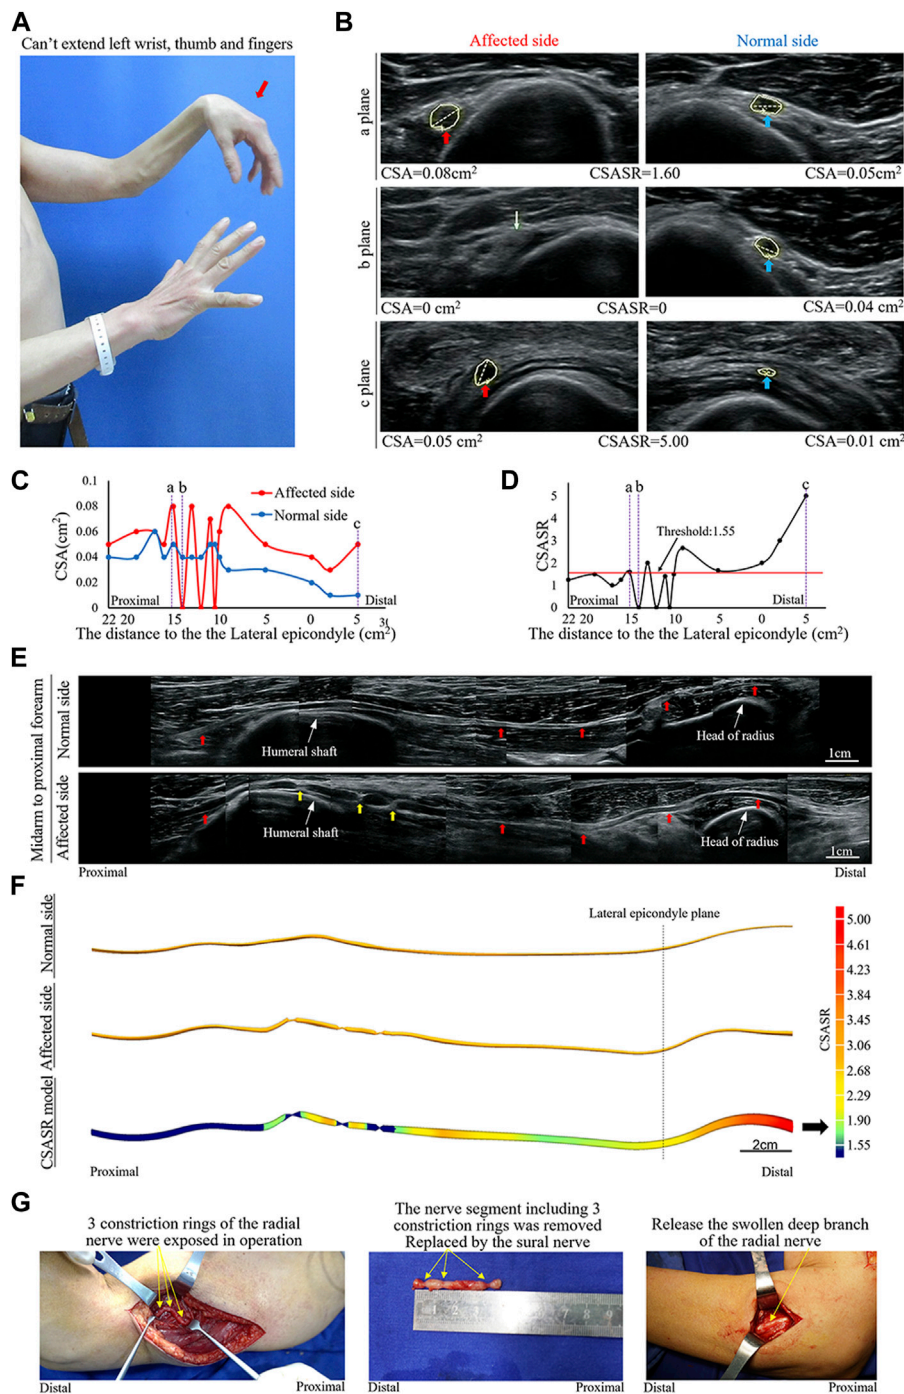 A
Can't extend left wrist, thumb and fingers
B
Affected side
Normal side
a plane
CSA=0.08cm²
CSASR=1.60
CSA=0.05cm²
b plane
CSA=0 cm²
CSASR=0
CSA=0.04 cm²
c plane
CSA=0.05 cm²
CSASR=5.00
CSA=0.01 cm²
C
a
b
c
Affected side
Normal side
CSA(cm²)
0.1
0.08
0.06
0.04
0.02
0
Proximal
Distal
22 20
15
10
5
0
5
The distance to the the Lateral epicondyle (cm²)
D
a
b
c
Threshold:1.55
CSASR
5
4
3
2
1
0
Proximal
Distal
22 20
15
10
5
0
5
The distance to the the Lateral epicondyle (cm²)
E
Midarm to proximal forearm
Normal side
Humeral shaft
Head of radius
1cm
Affected side
Humeral shaft
Head of radius
1cm
Proximal
Distal
F
Normal side
Lateral epicondyle plane
Affected side
CSASR model
2cm
Proximal
Distal
CSASR
5.00
4.61
4.23
3.84
3.45
3.06
2.68
2.29
1.90
1.55
G
3 constriction rings of the radial
nerve were exposed in operation
Distal
Proximal
The nerve segment including 3
constriction rings was removed
Replaced by the sural nerve
1 2 7 8 9
Distal
Proximal
Release the swollen deep branch
of the radial nerve
Distal
Proximal